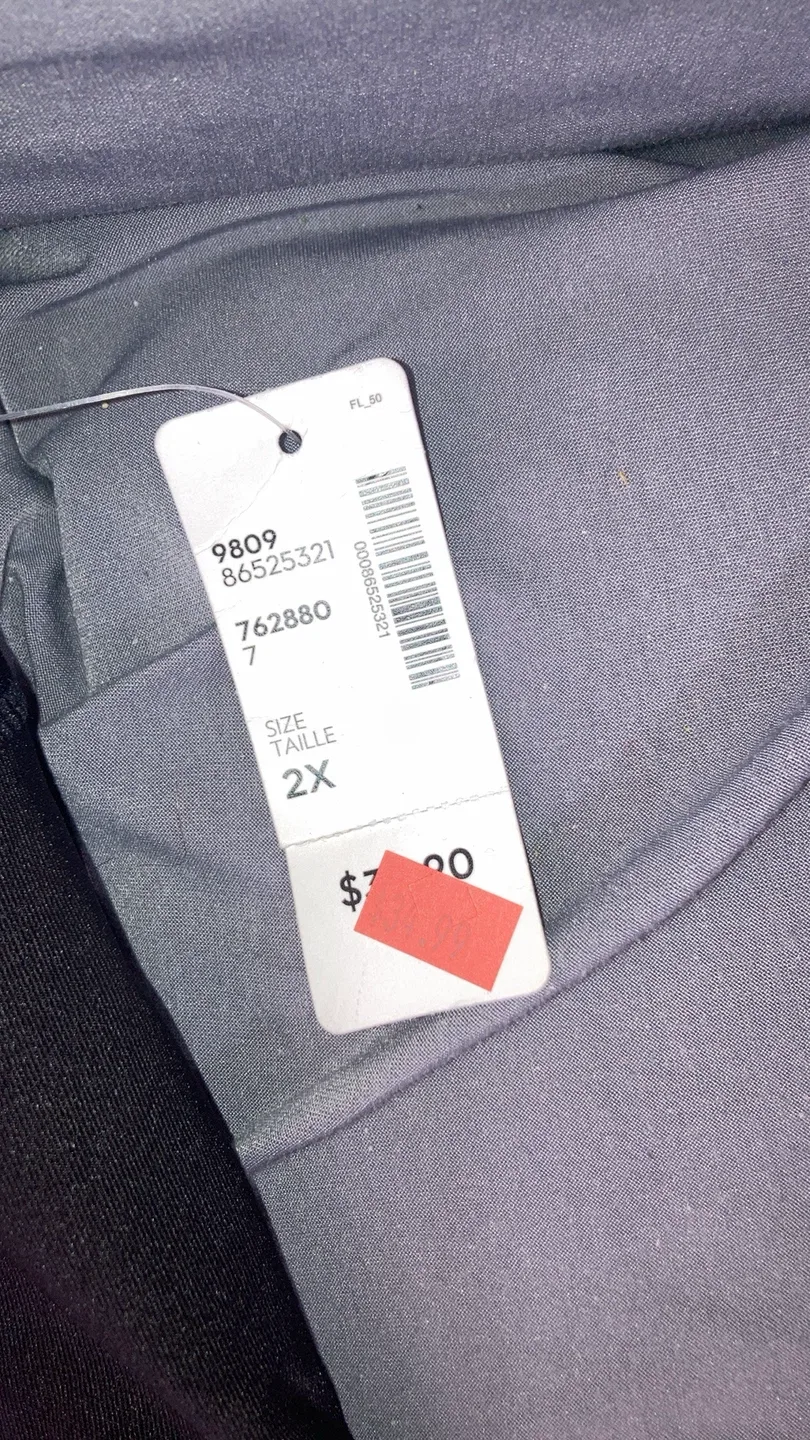 FL_50
9809
86525321
00086525321
762880
7
SIZE
TAILLE
2X